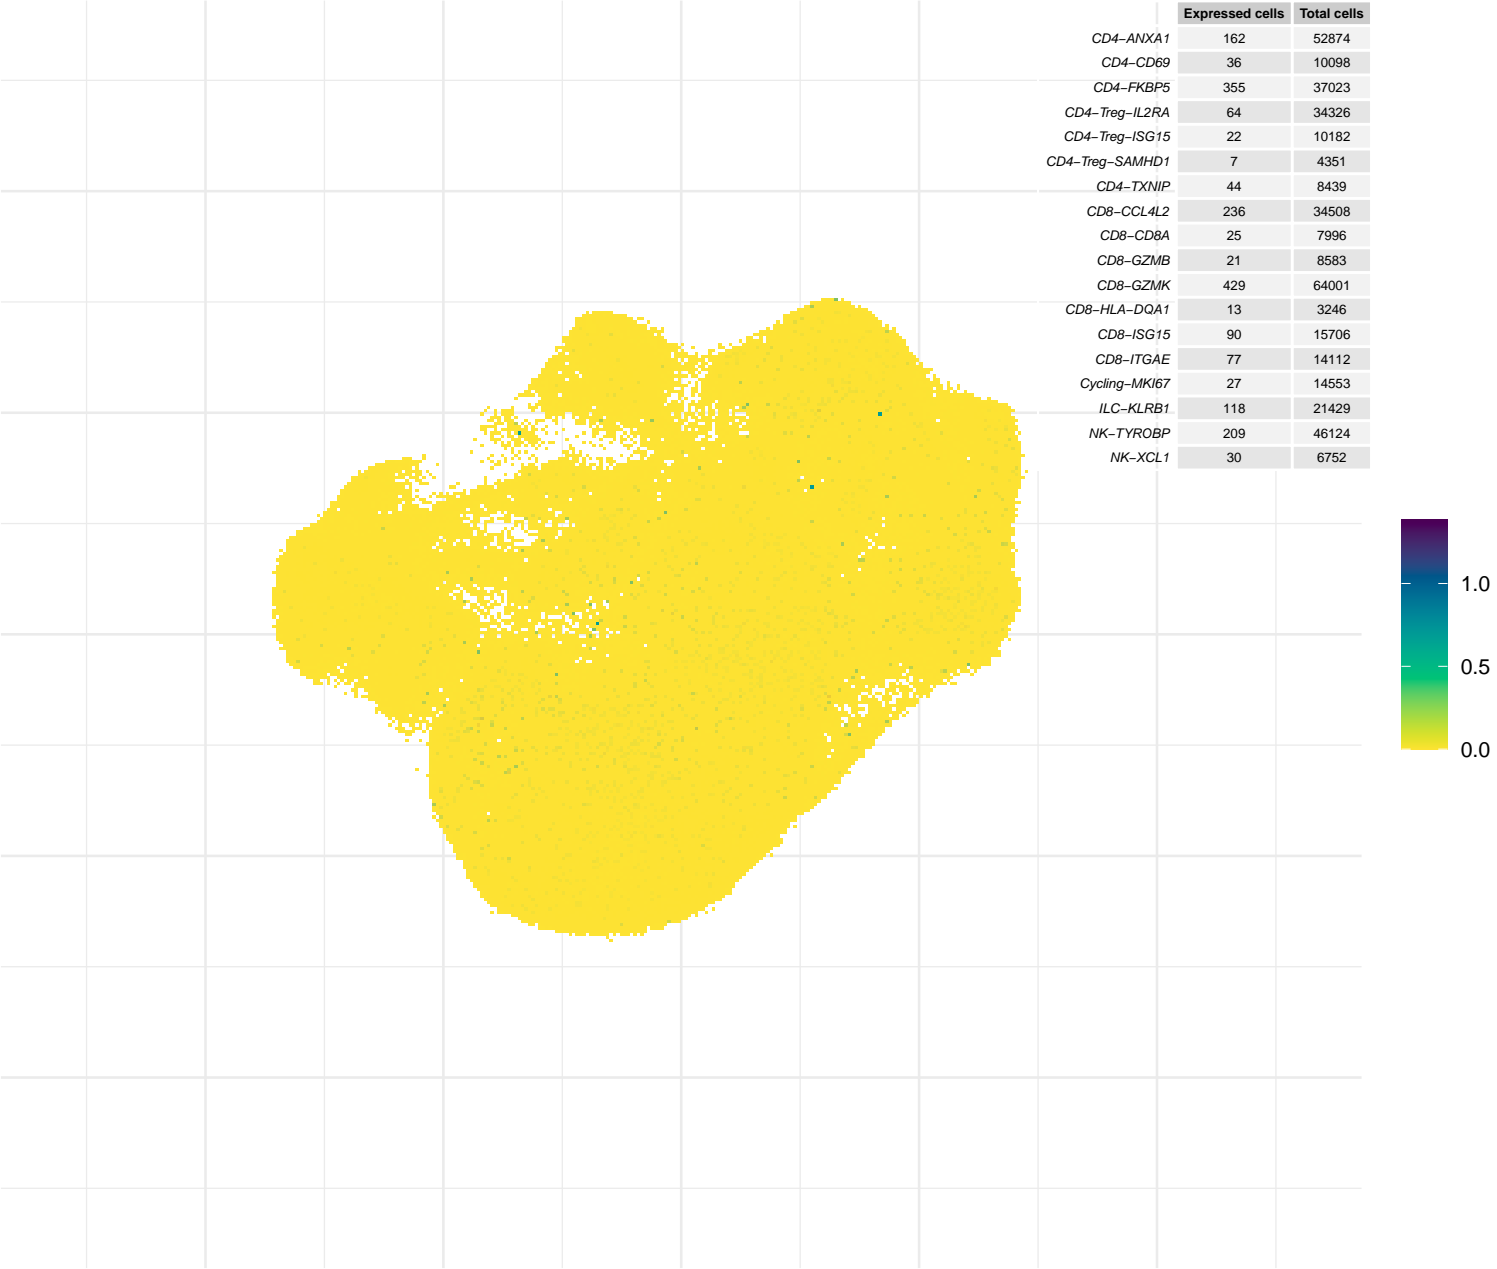 Expressed cells Total cells
CD4−ANXA1 162 52874
CD4−CD69 36 10098
CD4−FKBP5 355 37023
CD4−Treg−IL2RA 64 34326
CD4−Treg−ISG15 22 10182
CD4−Treg−SAMHD1 7 4351
CD4−TXNIP 44 8439
CD8−CCL4L2 236 34508
CD8−CD8A 25 7996
CD8−GZMB 21 8583
CD8−GZMK 429 64001
CD8−HLA−DQA1 13 3246
CD8−ISG15 90 15706
CD8−ITGAE 77 14112
Cycling−MKI67 27 14553
ILC−KLRB1 118 21429
NK−TYROBP 209 46124
NK−XCL1 30 6752
1.0
0.5
0.0